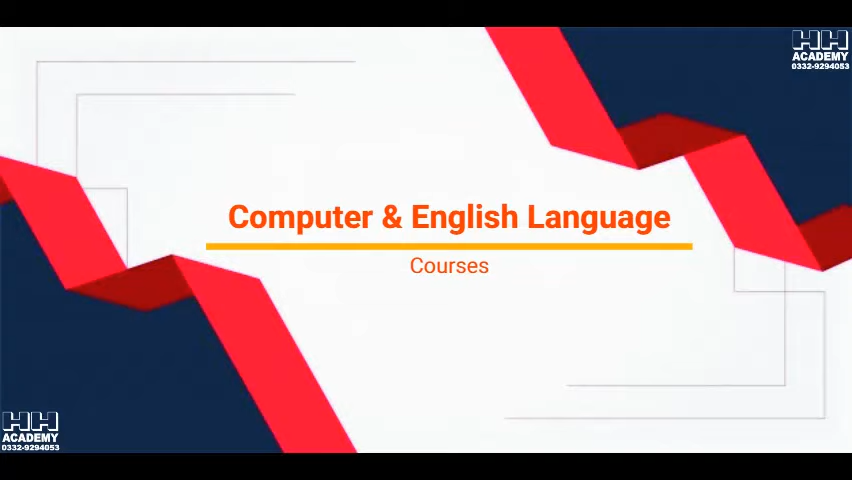 HH
ACADEMY
0332-9294053
Computer & English Language
Courses
HH
ACADEMY
0332-9294053